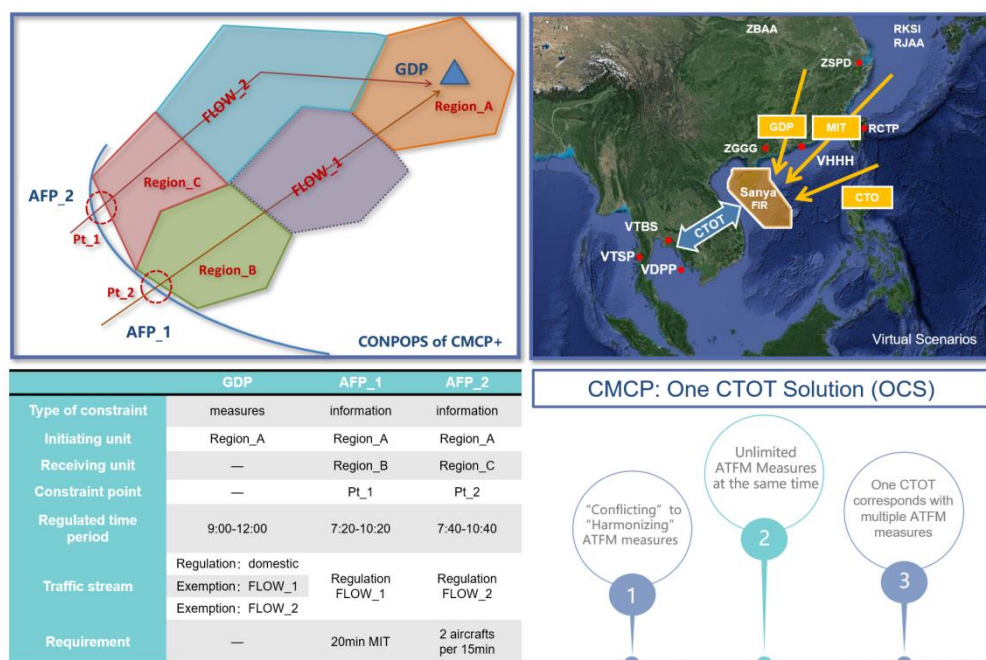 GDP
Region_A
FLOW_2
FLOW_1
Region_C
AFP_2
Pt_1
Region_B
Pt_2
AFP_1
CONPOPS of CMCP+
ZBAA
RKSI
RJAA
ZSPD
GDP
MIT
RCTP
ZGGG
VHHH
Sanya
FIR
CTO
CTOT
VTBS
VTSP
VDPP
Virtual Scenarios
GDP AFP_1 AFP_2
Type of constraint measures information information
Initiating unit Region_A Region_A Region_A
Receiving unit — Region_B Region_C
Constraint point — Pt_1 Pt_2
Regulated time
period
9:00-12:00 7:20-10:20 7:40-10:40
Traffic stream
Regulation：domestic
Exemption：FLOW_1
Exemption：FLOW_2
Regulation
FLOW_1
Regulation
FLOW_2
Requirement — 20min MIT
2 aircrafts
per 15min
CMCP: One CTOT Solution (OCS)
"Conflicting" to
"Harmonizing"
ATFM measures
1
Unlimited
ATFM Measures
at the same time
2
One CTOT
corresponds with
multiple ATFM
measures
3